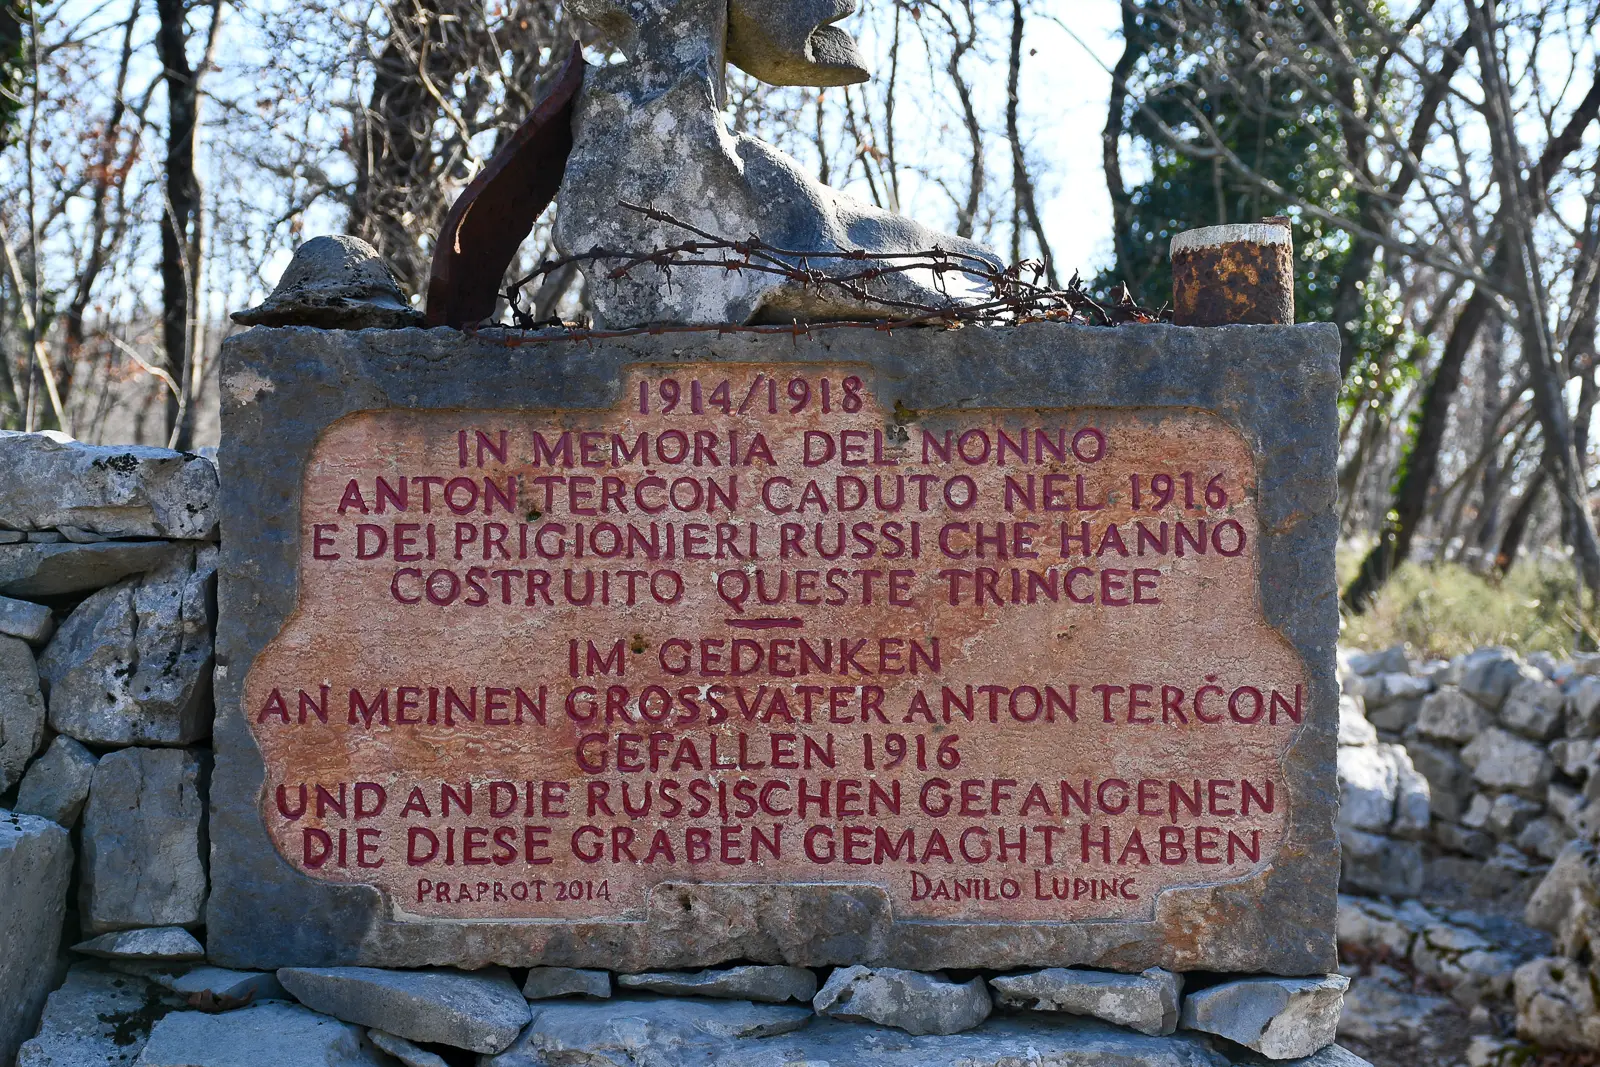 1914/1918
IN MEMORIA DEL NONNO
ANTON TERČON CADUTO NEL 1916
E DEI PRIGIONIERI RUSSI CHE HANNO
COSTRUITO QUESTE TRINCEE
IM GEDENKEN
AN MEINEN GROSSVATER ANTON TERČON
GEFALLEN 1916
UND AN DIE RUSSISCHEN GEFANGENEN
DIE DIESE GRABEN GEMACHT HABEN
PRAPROT 2014 DANILO LUPINC